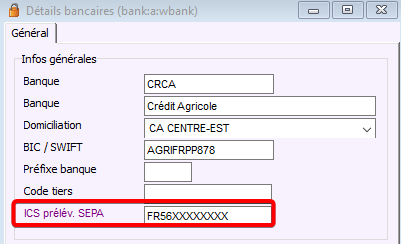 Détails bancaires (bank:a:wbank)
Général
Infos générales
Banque CRCA
Banque Crédit Agricole
Domiciliation CA CENTRE-EST
BIC / SWIFT AGRIFRPP878
Préfixe banque
Code tiers
ICS prélév. SEPA FR56XXXXXXXX